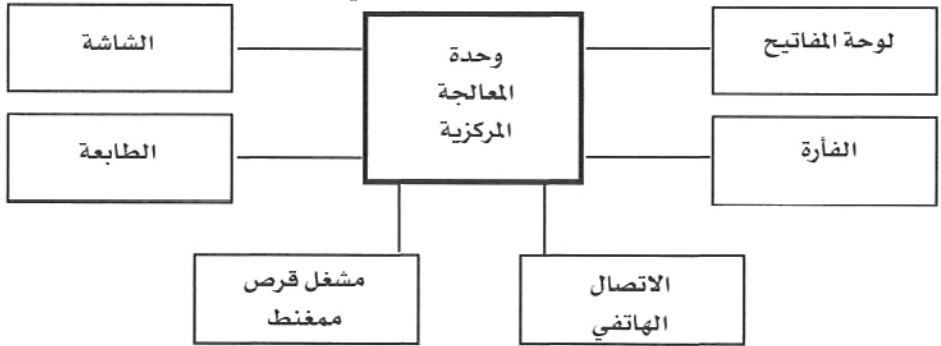 لوحة المفاتيح
وحدة
المعالجة
المركزية
الشاشة
الفأرة
الطابعة
الاتصال
الهاتفي
مشغل قرص
ممغنط